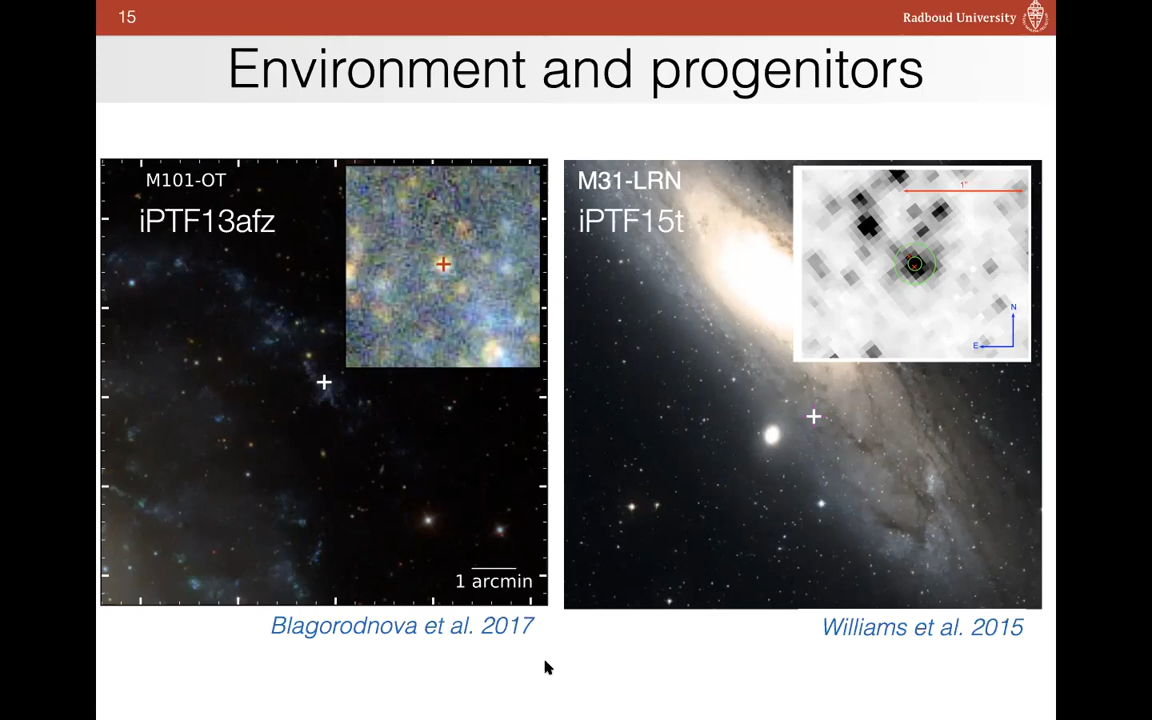 15
Radboud University
Environment and progenitors
M101-OT
iPTF13afz
1 arcmin
M31-LRN
iPTF15t
1"
N
E
Blagorodnova et al. 2017
Williams et al. 2015